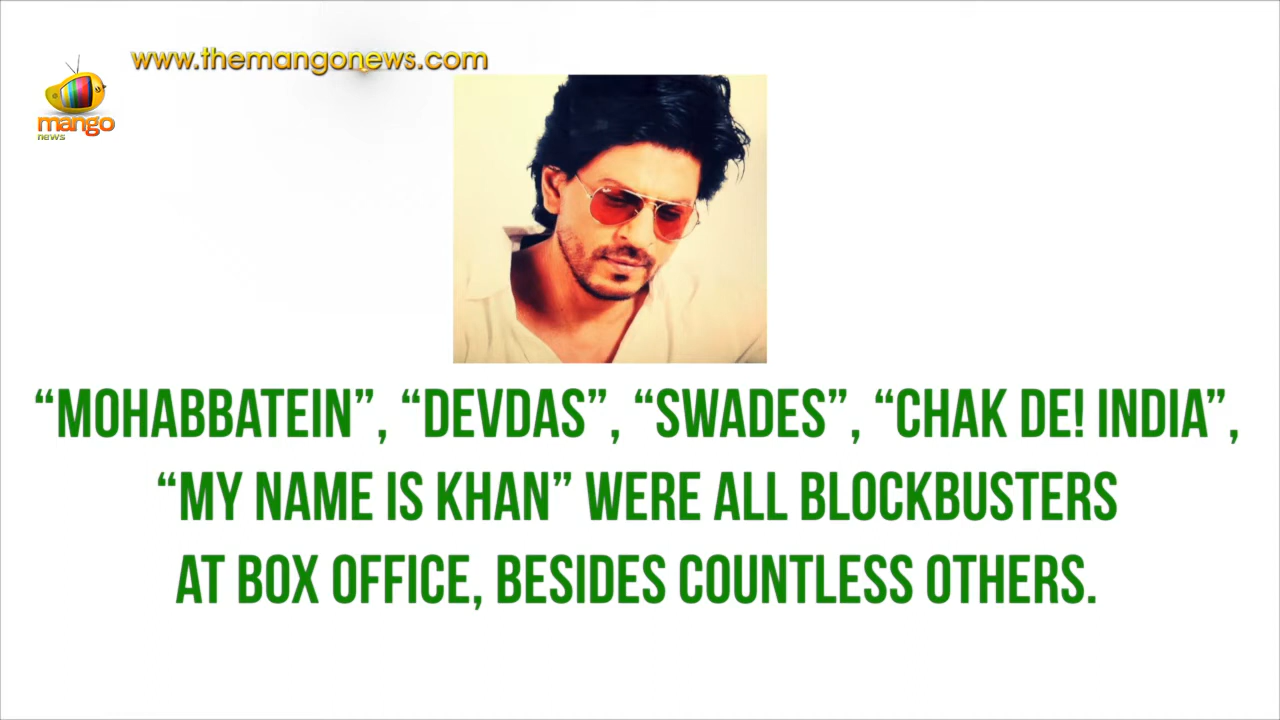 www.themangonews.com
mango
news
“MOHABBATEIN”, “DEVDAS”, “SWADES”, “CHAK DE! INDIA”,
“MY NAME IS KHAN” WERE ALL BLOCKBUSTERS
AT BOX OFFICE, BESIDES COUNTLESS OTHERS.